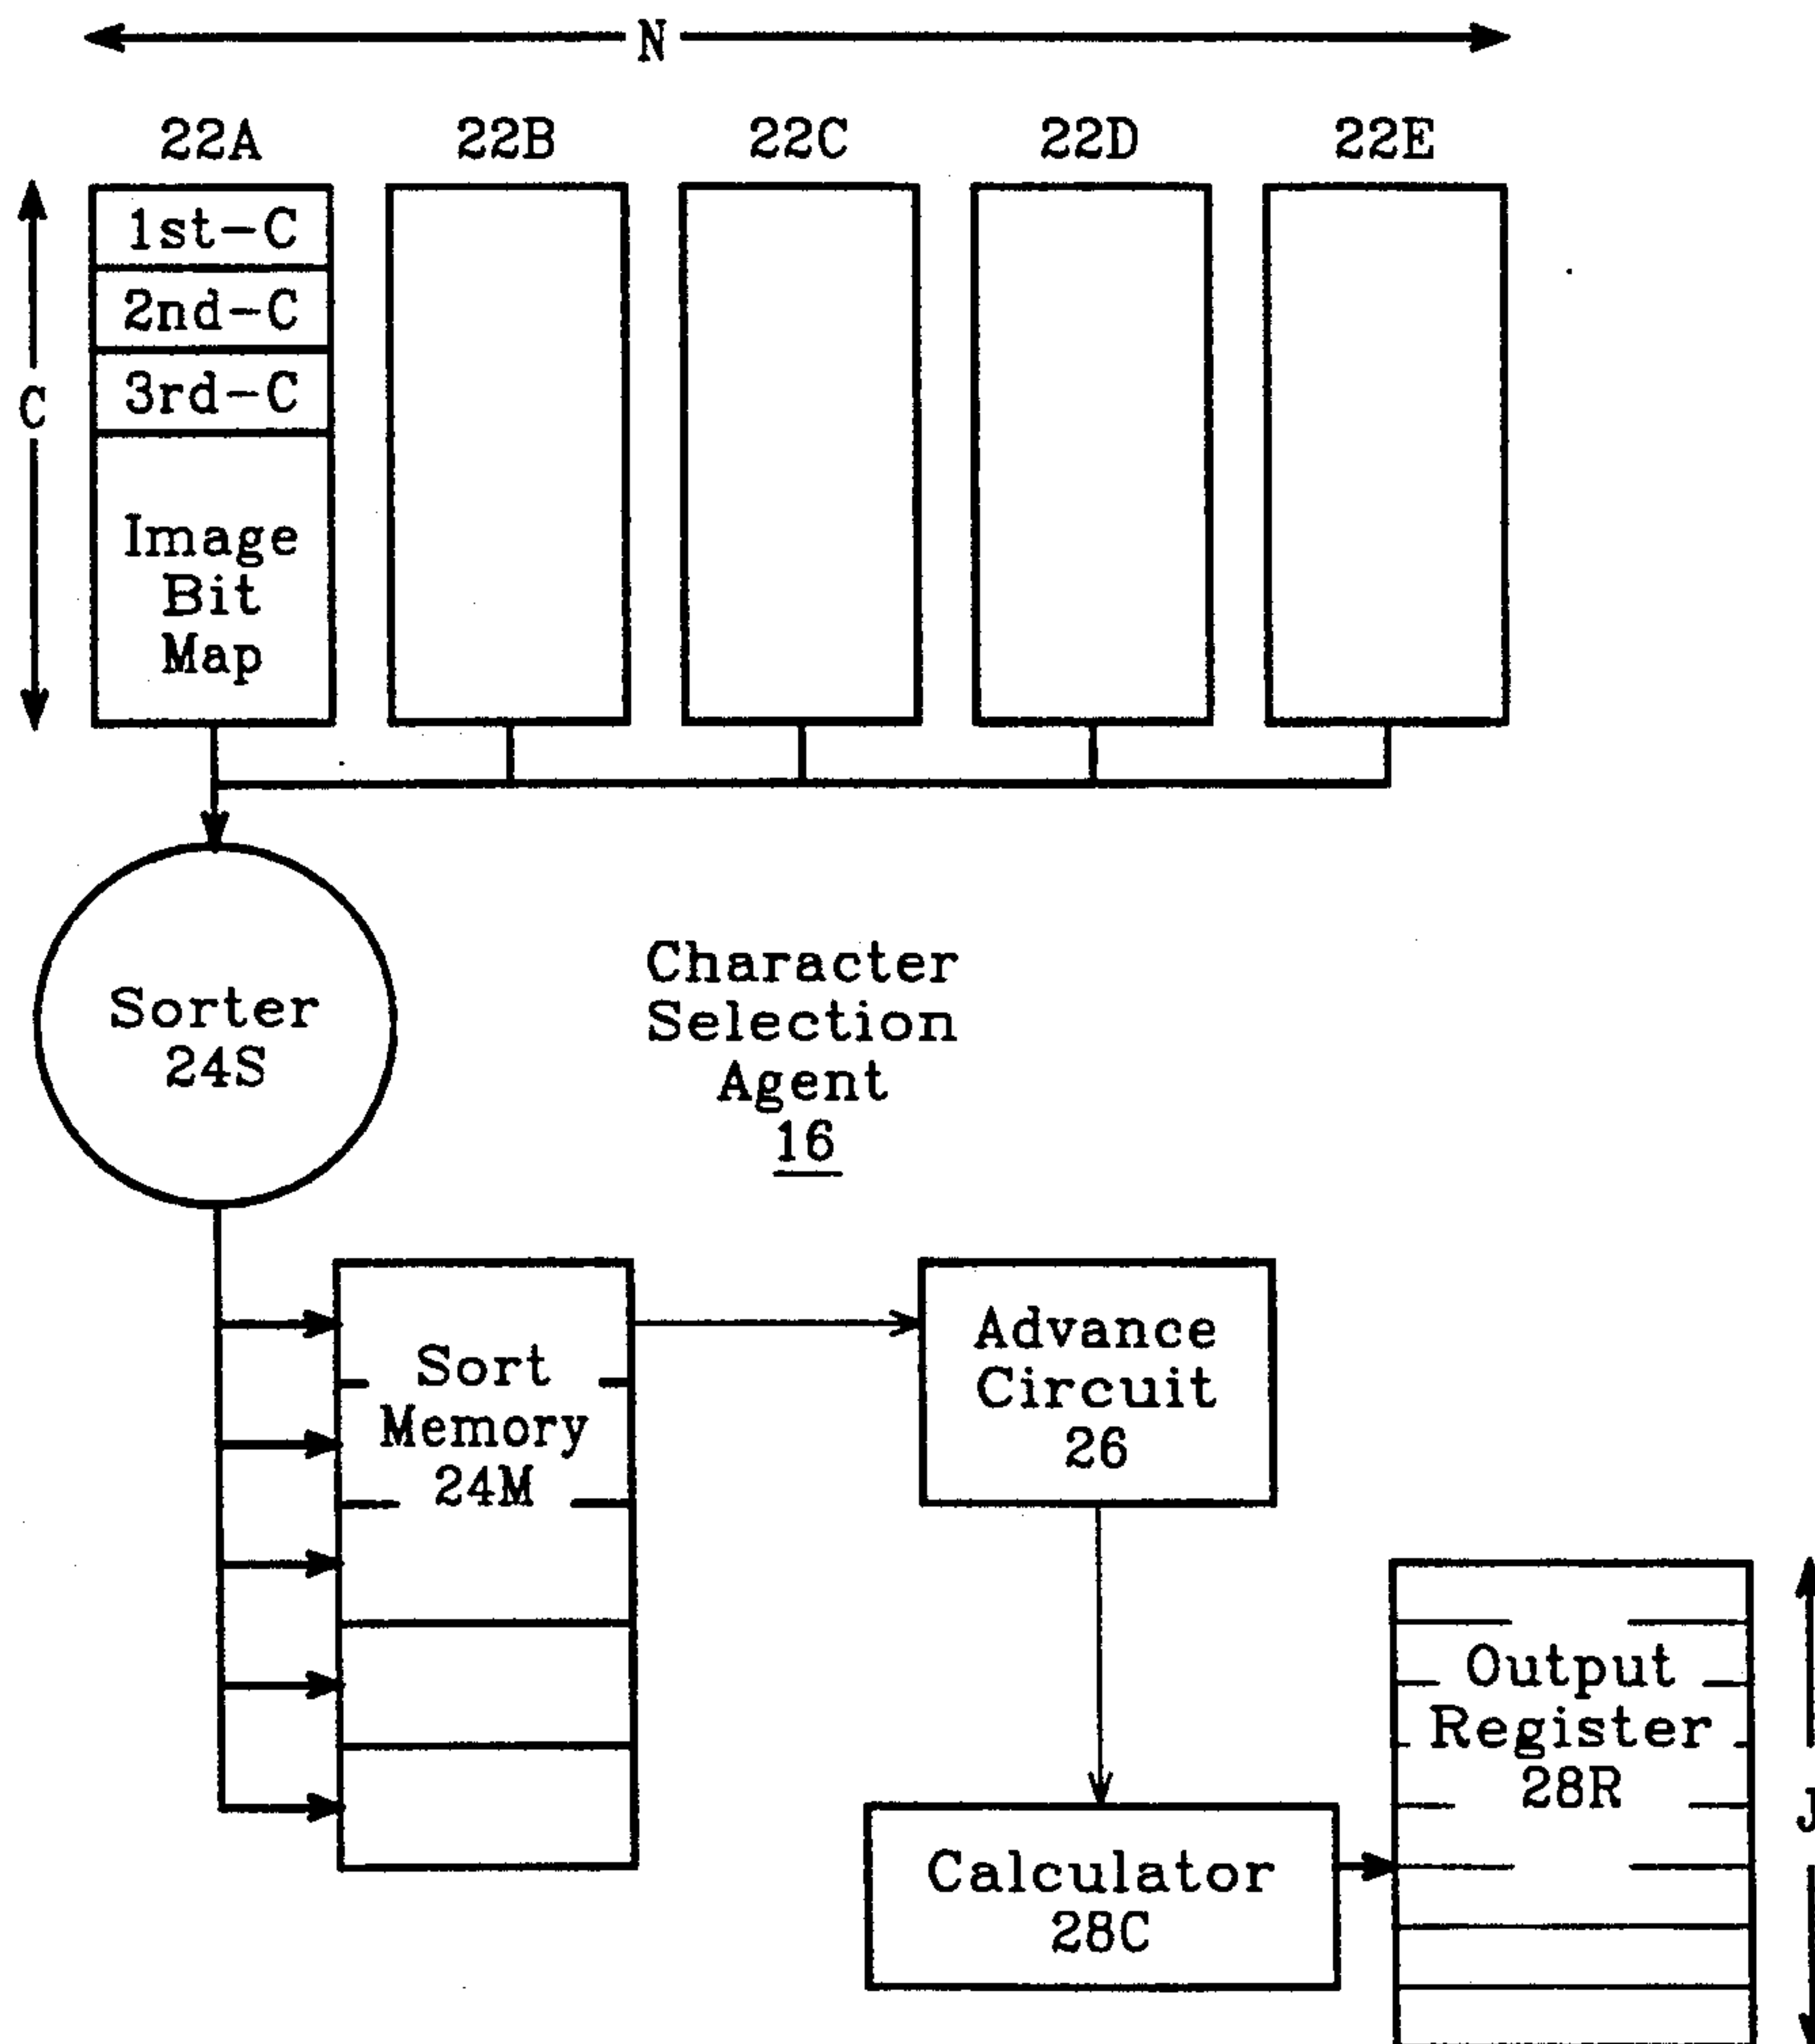 N
22A 22B 22C 22D 22E
1st-C
2nd-C
3rd-C
C
Image
Bit
Map
Sorter
24S
Character
Selection
Agent
16
Sort
Memory
24M
Advance
Circuit
26
Output
Register
28R
J
Calculator
28C